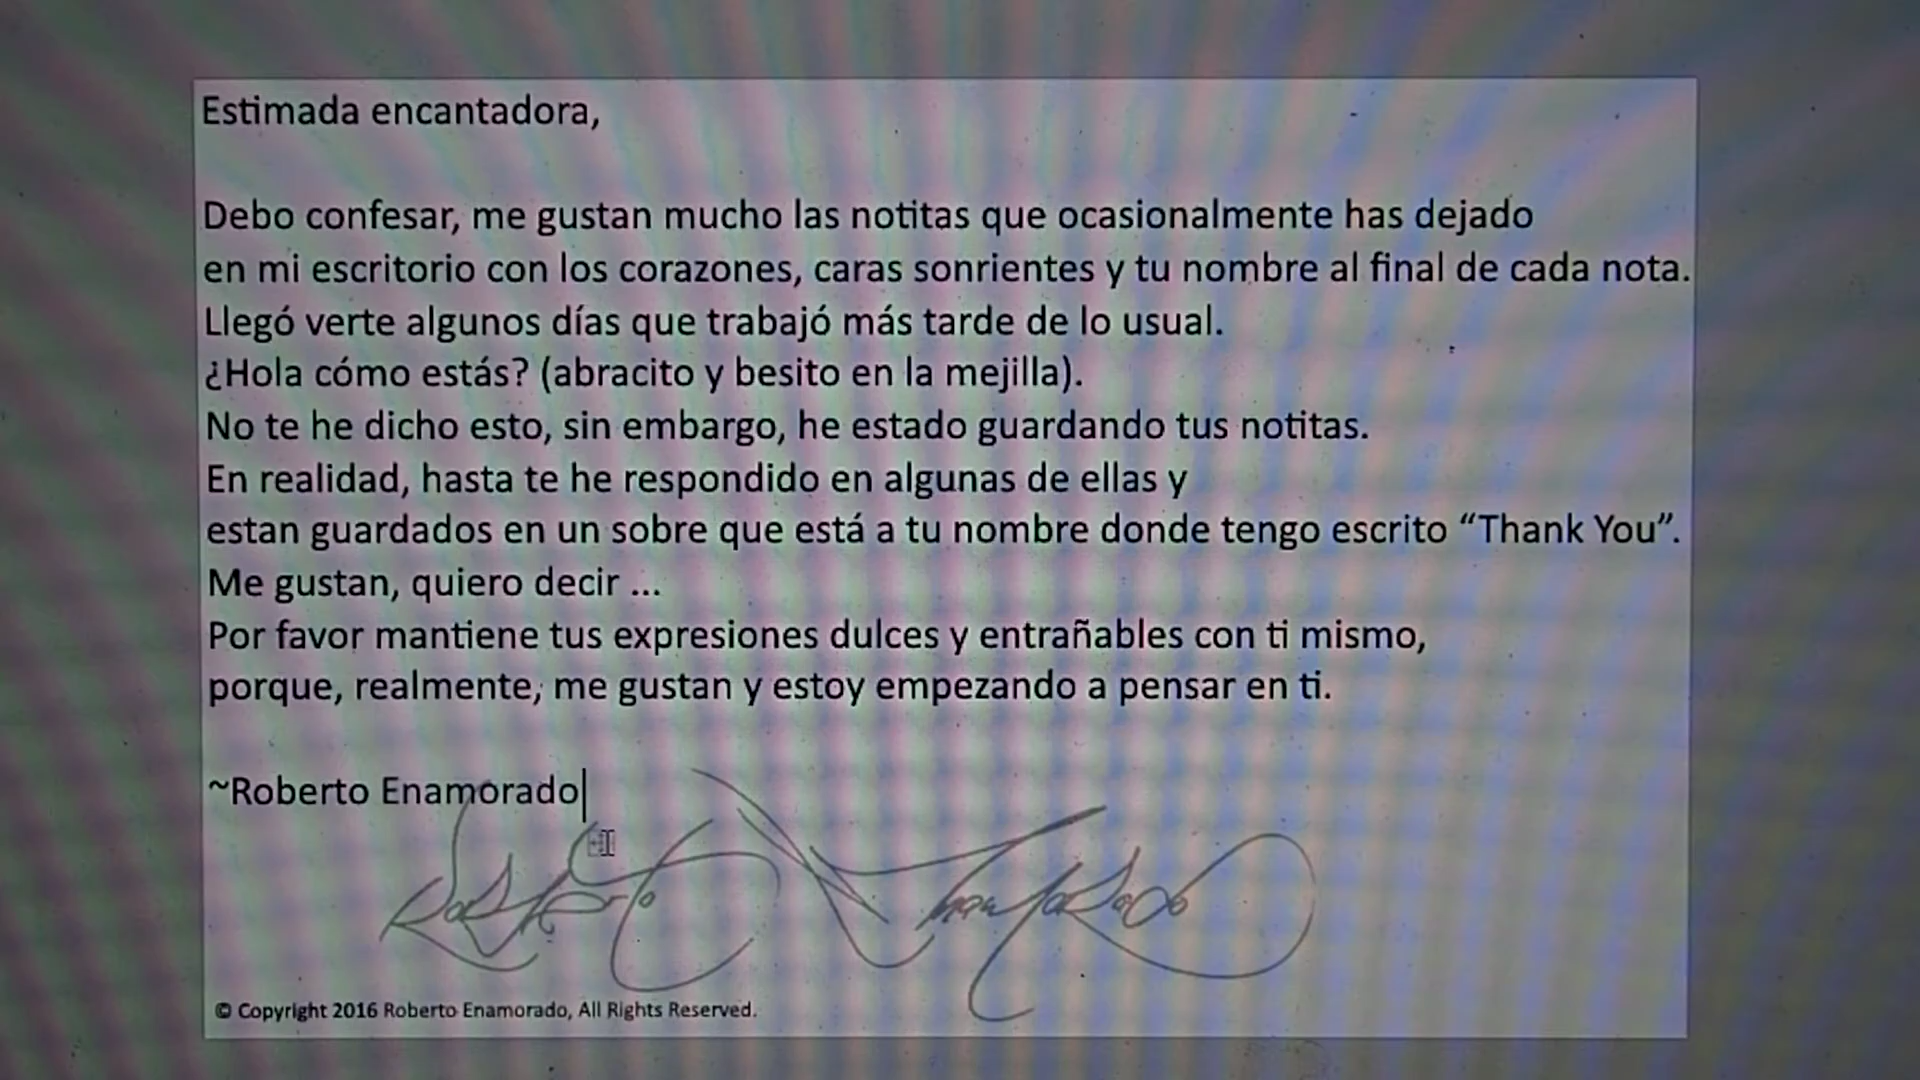 Estimada encantadora,
Debo confesar, me gustan mucho las notitas que ocasionalmente has dejado
en mi escritorio con los corazones, caras sonrientes y tu nombre al final de cada nota.
Llegó verte algunos días que trabajó más tarde de lo usual.
¿Hola cómo estás? (abracito y besito en la mejilla).
No te he dicho esto, sin embargo, he estado guardando tus notitas.
En realidad, hasta te he respondido en algunas de ellas y
estan guardados en un sobre que está a tu nombre donde tengo escrito “Thank You”.
Me gustan, quiero decir ...
Por favor mantiene tus expresiones dulces y entrañables con ti mismo,
porque, realmente, me gustan y estoy empezando a pensar en ti.
~Roberto Enamorado
Roberto Enamorado
© Copyright 2016 Roberto Enamorado, All Rights Reserved.